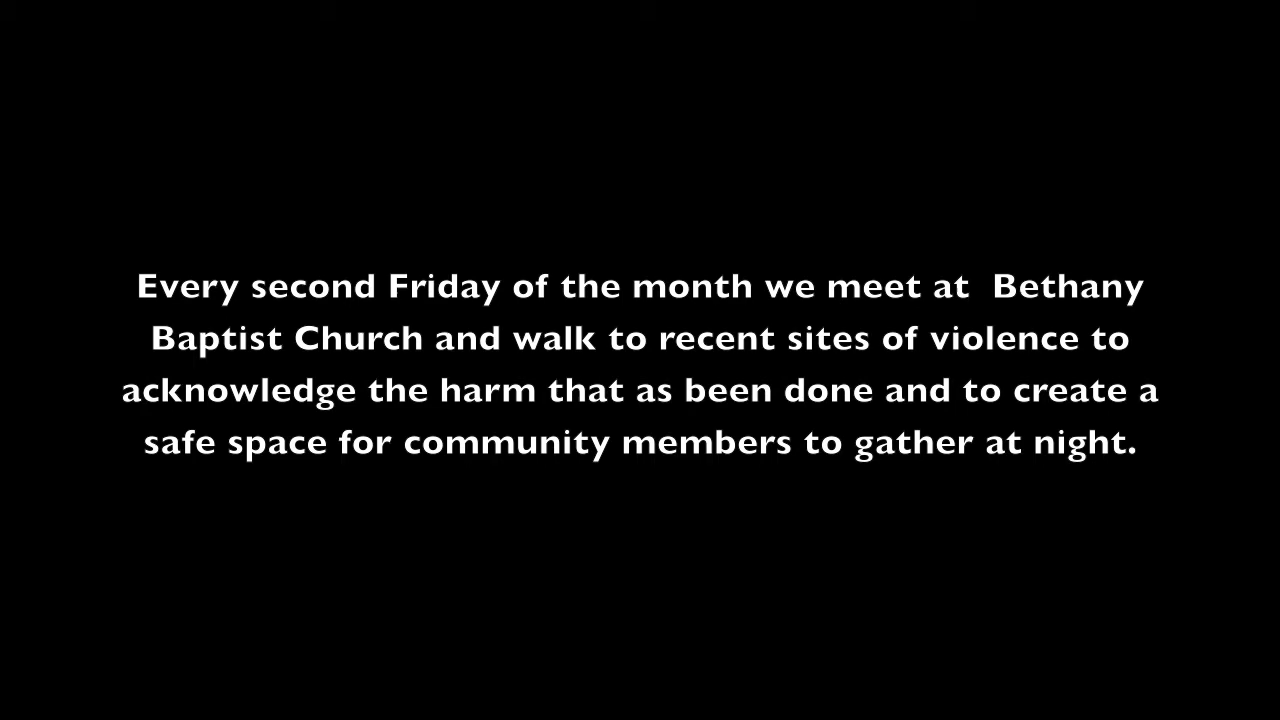 Every second Friday of the month we meet at  Bethany
Baptist Church and walk to recent sites of violence to
acknowledge the harm that as been done and to create a
safe space for community members to gather at night.